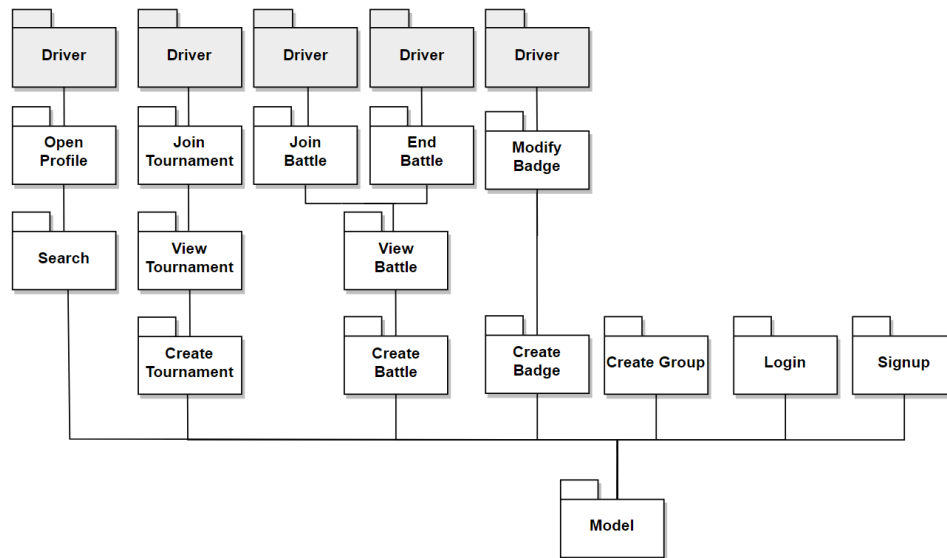 Driver
Driver
Driver
Driver
Driver
Open
Profile
Join
Tournament
Join
Battle
End
Battle
Modify
Badge
Search
View
Tournament
View
Battle
Create
Tournament
Create
Battle
Create
Badge
Create Group
Login
Signup
Model